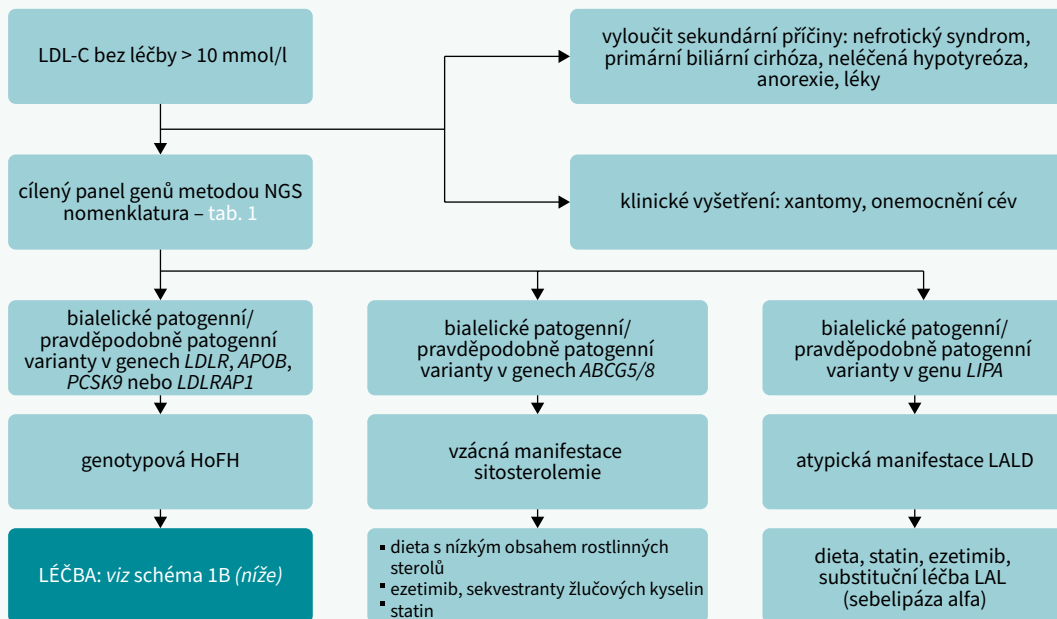 LDL-C bez léčby > 10 mmol/l
vyloučit sekundární příčiny: nefrotický syndrom,
primární biliární cirhóza, neléčená hypotyreóza,
anorexie, léky
cílený panel genů metodou NGS
nomenklatura – tab. 1
klinické vyšetření: xantomy, onemocnění cév
bialelické patogenní/
pravděpodobně patogenní
varianty v genech LDLR, APOB,
PCSK9 nebo LDLRAP1
bialelické patogenní/
pravděpodobně patogenní
varianty v genech ABCG5/8
bialelické patogenní/
pravděpodobně patogenní
varianty v genu LIPA
genotypová HoFH
vzácná manifestace
sitosterolemie
atypická manifestace LALD
LÉČBA: viz schéma 1B (níže)
▪ dieta s nízkým obsahem rostlinných
sterolů
▪ ezetimib, sekvestranty žlučových kyselin
▪ statin
dieta, statin, ezetimib,
substituční léčba LAL
(sebelipáza alfa)